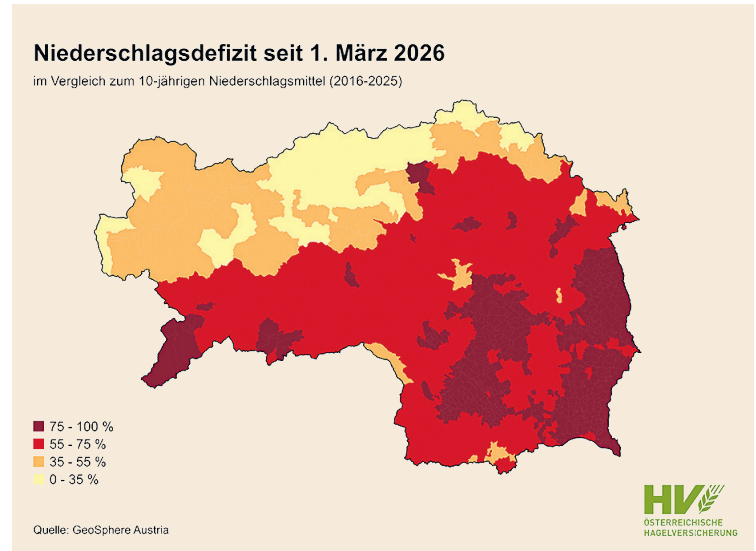 Niederschlagsdefizit seit 1. März 2026
im Vergleich zum 10-jährigen Niederschlagsmittel (2016-2025)
75 - 100 %
55 - 75 %
35 - 55 %
0 - 35 %
Quelle: GeoSphere Austria
HV
ÖSTERREICHISCHE
HAGELVERSICHERUNG